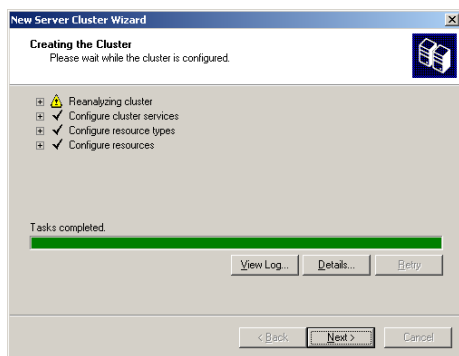 New Server Cluster Wizard
Creating the Cluster
Please wait while the cluster is configured.
Reanalyzing cluster
Configure cluster services
Configure resource types
Configure resources
Tasks completed.
View Log... Details... Retry
< Back Next > Cancel